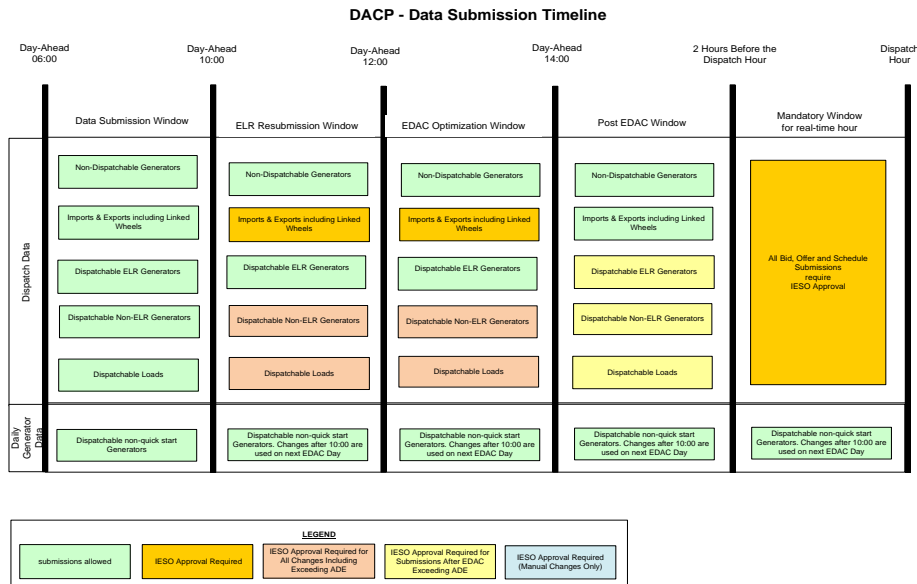 DACP - Data Submission Timeline
Day-Ahead
06:00
Day-Ahead
10:00
Day-Ahead
12:00
Day-Ahead
14:00
2 Hours Before the
Dispatch Hour
Dispatch
Hour
Data Submission Window
ELR Resubmission Window
EDAC Optimization Window
Post EDAC Window
Mandatory Window
for real-time hour
Dispatch Data
Non-Dispatchable Generators
Non-Dispatchable Generators
Non-Dispatchable Generators
Non-Dispatchable Generators
Imports & Exports including Linked
Wheels
Imports & Exports including Linked
Wheels
Imports & Exports including Linked
Wheels
Imports & Exports including Linked
Wheels
Dispatchable ELR Generators
Dispatchable ELR Generators
Dispatchable ELR Generators
Dispatchable ELR Generators
Dispatchable Non-ELR Generators
Dispatchable Non-ELR Generators
Dispatchable Non-ELR Generators
Dispatchable Non-ELR Generators
Dispatchable Loads
Dispatchable Loads
Dispatchable Loads
Dispatchable Loads
All Bid, Offer and Schedule
Submissions
require
IESO Approval
Daily
Generator
Data
Dispatchable non-quick start
Generators
Dispatchable non-quick start
Generators. Changes after 10:00 are
used on next EDAC Day
Dispatchable non-quick start
Generators. Changes after 10:00 are
used on next EDAC Day
Dispatchable non-quick start
Generators. Changes after 10:00 are
used on next EDAC Day
Dispatchable non-quick start
Generators. Changes after 10:00 are
used on next EDAC Day
LEGEND
submissions allowed
IESO Approval Required
IESO Approval Required for
All Changes Including
Exceeding ADE
IESO Approval Required for
Submissions After EDAC
Exceeding ADE
IESO Approval Required
(Manual Changes Only)